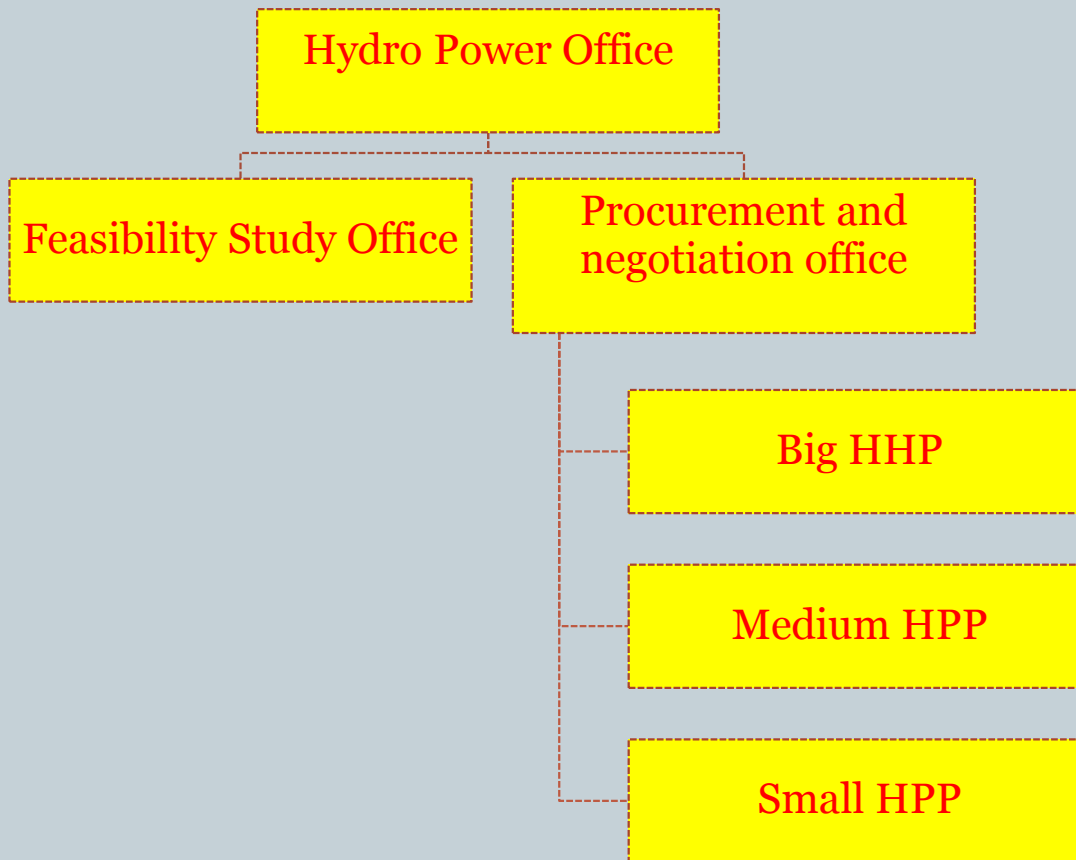 Hydro Power Office
Feasibility Study Office
Procurement and
negotiation office
Big HHP
Medium HPP
Small HPP